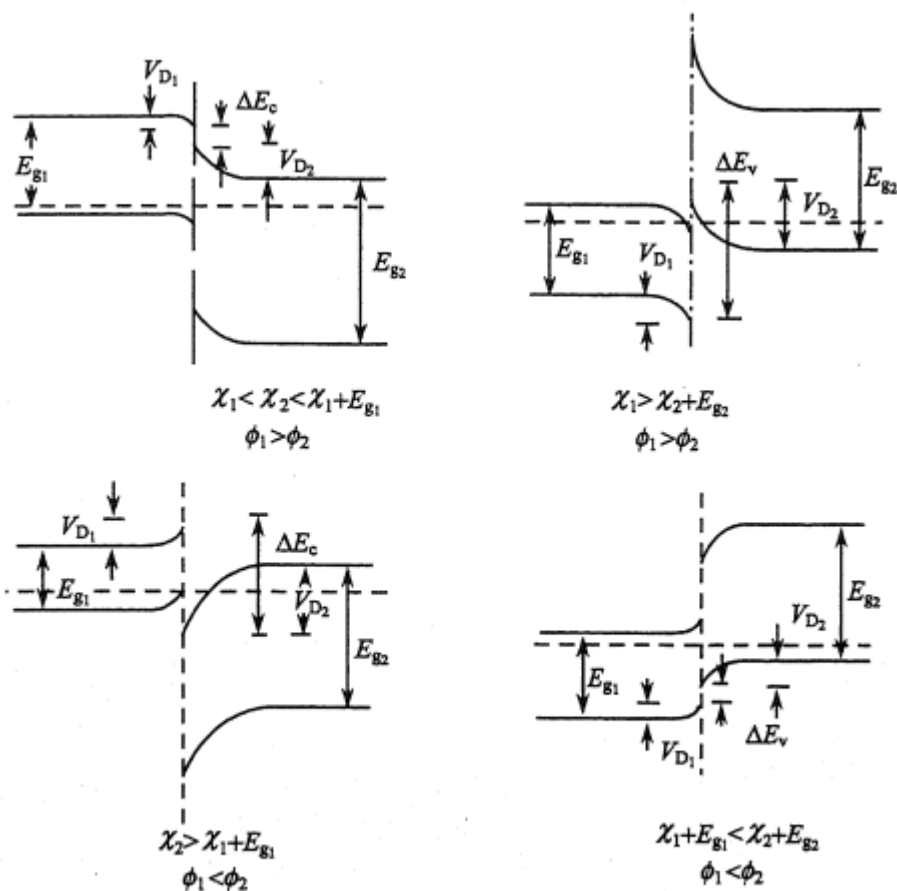 V_D1
ΔE_c
E_g1
V_D2
E_g2
χ₁< χ₂<χ₁+E_g1
ϕ₁>ϕ₂
ΔE_v
V_D2
E_g2
E_g1
V_D1
χ₁>χ₂+E_g2
ϕ₁>ϕ₂
V_D1
ΔE_c
E_g1
V_D2
E_g2
χ₂>χ₁+E_g1
ϕ₁<ϕ₂
V_D2
E_g2
E_g1
V_D1
ΔE_v
χ₁+E_g1<χ₂+E_g2
ϕ₁<ϕ₂